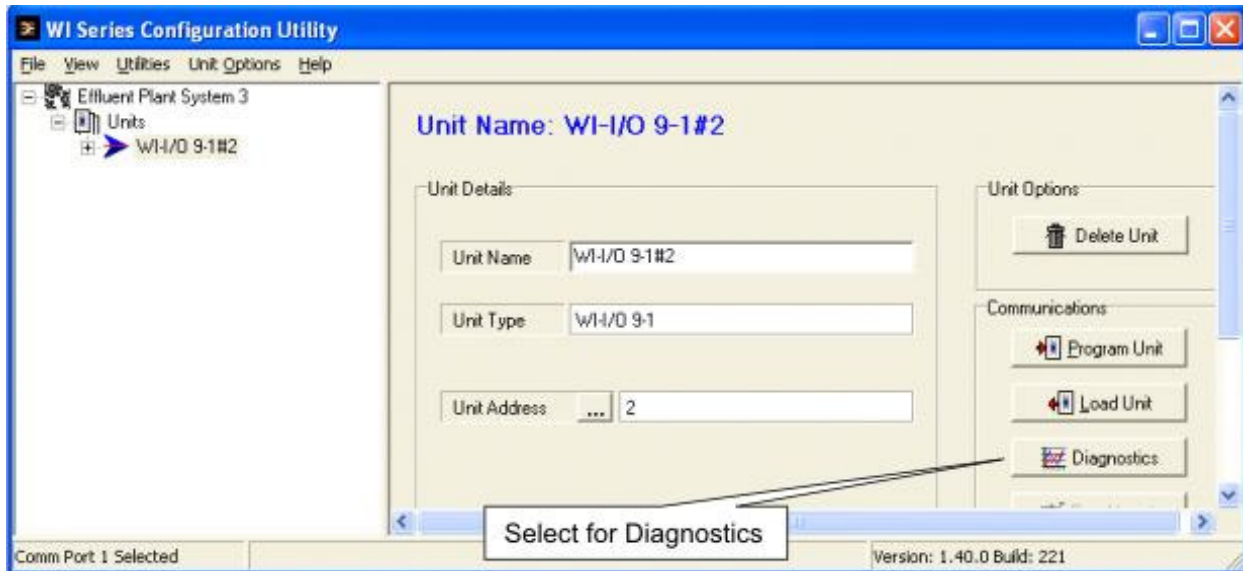 WI Series Configuration Utility
File View Utilities Unit Options Help
Effluent Plant System 3
Units
WI-I/O 9-1#2
Unit Name: WI-I/O 9-1#2
Unit Details
Unit Name WI-I/O 9-1#2
Unit Type WI-I/O 9-1
Unit Address ... 2
Unit Options
Delete Unit
Communications
Program Unit
Load Unit
Diagnostics
Select for Diagnostics
Comm Port 1 Selected
Version: 1.40.0 Build: 221